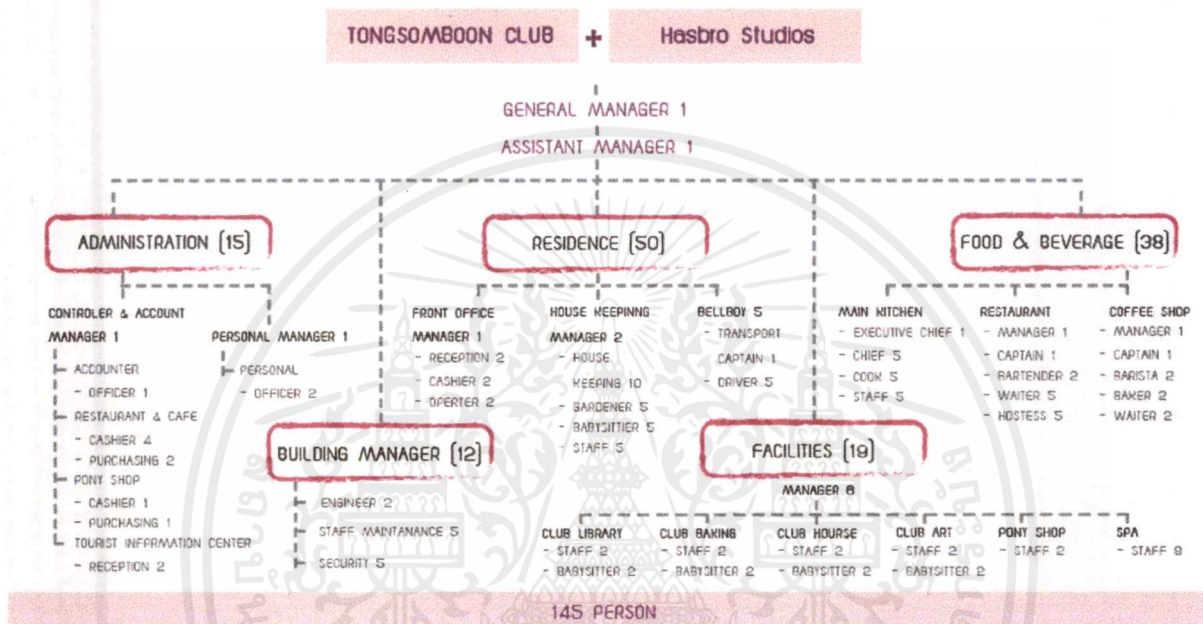 TONGSOMBOON CLUB + Hasbro Studios
GENERAL MANAGER 1
ASSISTANT MANAGER 1
ADMINISTRATION (15)
CONTROLER & ACCOUNT
MANAGER 1
ACCOUNTER
- OFFICER 1
RESTAURANT & CAFE
- CASHIER 4
- PURCHASING 2
PONY SHOP
- CASHIER 1
- PURCHASING 1
TOURIST INFPRMATION CENTER
- RECEPTION 2
PERSONAL MANAGER 1
PERSONAL
- OFFICER 2
BUILDING MANAGER (12)
ENGINEER 2
STAFF MAINTANANCE 5
SECURITY 5
RESIDENCE (50)
FRONT OFFICE
MANAGER 1
- RECEPTION 2
- CASHIER 2
- OPERTER 2
HOUSE KEEPINING
MANAGER 2
- HOUSE
KEEPING 10
- GARDENER 5
- BABYSITTIER 5
- STAFF 5
BELLBOY 5
- TRANSPORT
CAPTAIN 1
- DRIVER 5
FACILITIES (19)
CLUB LIBRARY
- STAFF 2
- BABYSITTER 2
CLUB BAKING
- STAFF 2
- BABYSITTER 2
CLUB HOURSE
- STAFF 2
- BABYSITTER 2
CLUB ART
- STAFF 2
- BABYSITTER 2
PONY SHOP
- STAFF 2
SPA
FOOD & BEVERAGE (38)
MAIN KITCHEN
- EXECUTIVE CHIEF 1
- CHIEF 5
- COOK 5
- STAFF 5
RESTAURANT
- MANAGER 1
- CAPTAIN 1
- BARTENDER 2
- WAITER 5
- HOSTESS 5
COFFEE SHOP
- MANAGER 1
- CAPTAIN 1
- BARISTA 2
- BAKER 2
- WAITER 2
145 PERSON